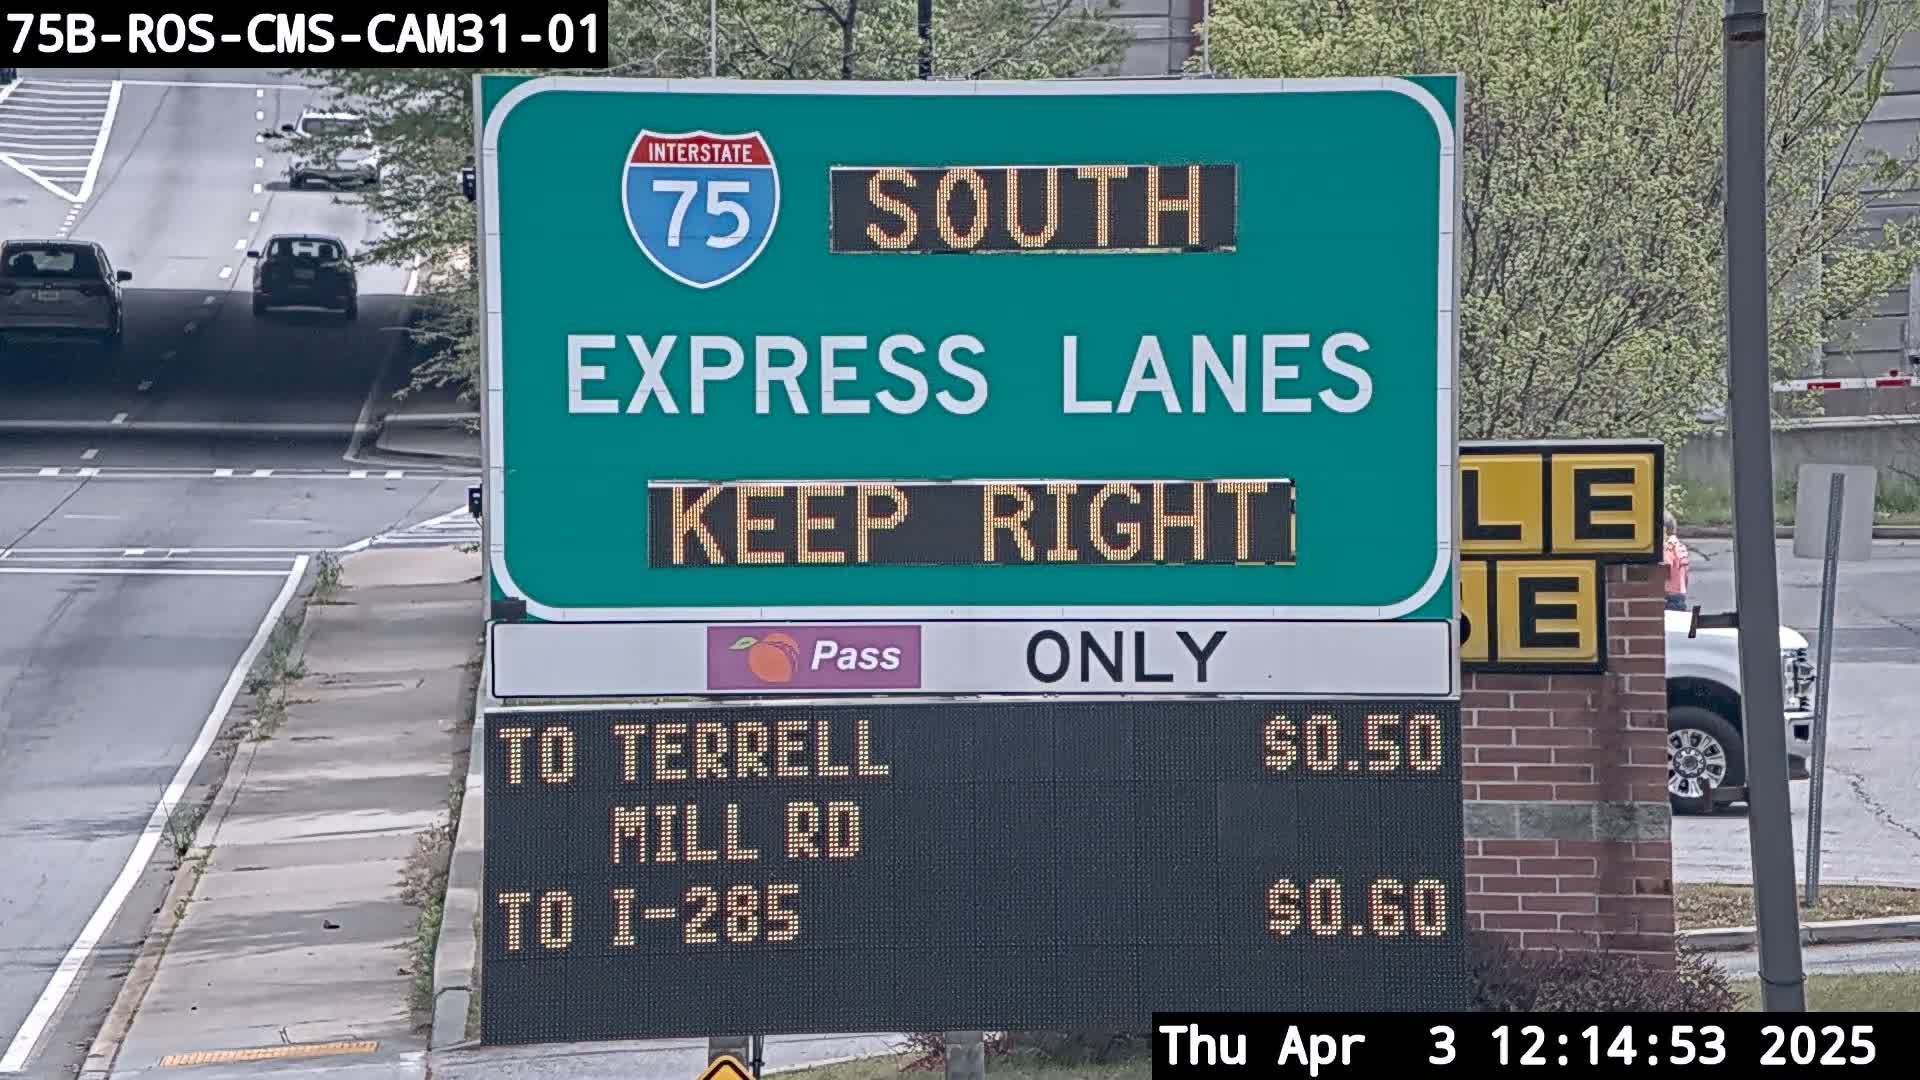 75B-ROS-CMS-CAM31-01
INTERSTATE
75
SOUTH
EXPRESS LANES
KEEP RIGHT
Pass ONLY
TO TERRELL $0.50
MILL RD
TO I-285 $0.60
LE
E
Thu Apr 3 12:14:53 2025